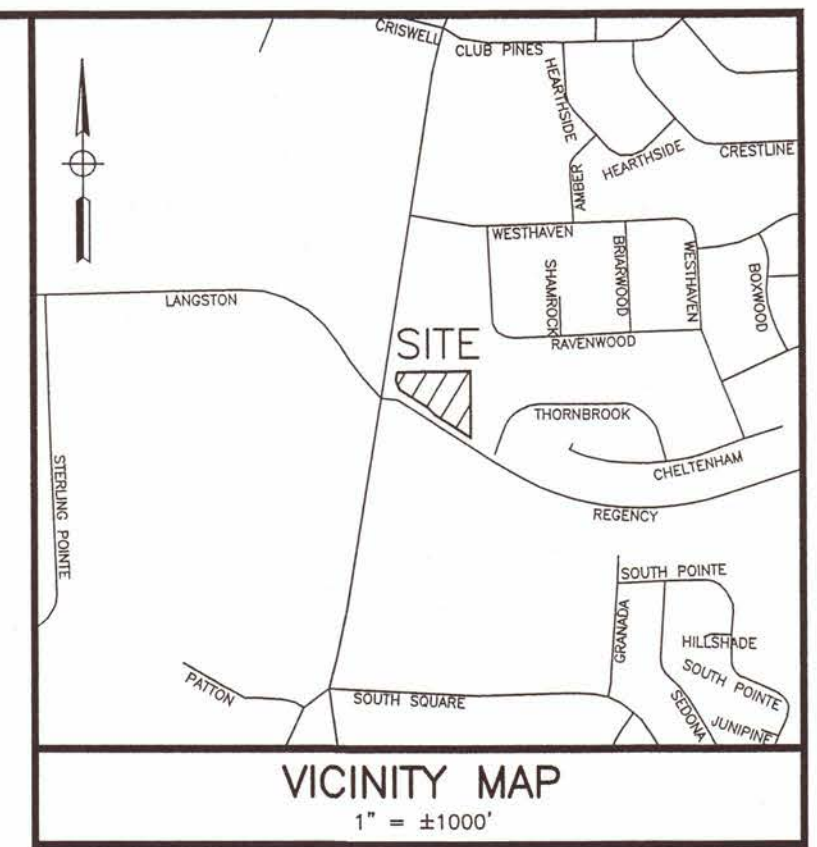 CRISWELL
CLUB PINES
HEARTHSIDE
HEARTHSIDE
CRESTLINE
AMBER
WESTHAVEN
SHAMROCK
BRIARWOOD
WESTHAVEN
BOXWOOD
LANGSTON
RAVENWOOD
SITE
THORNBROOK
CHELTENHAM
REGENCY
STERLING POINTE
SOUTH POINTE
GRANADA
HILLSHADE
SOUTH POINTE
PATTON
SOUTH SQUARE
SEDONA
JUNIPINE
VICINITY MAP
1" = ±1000'